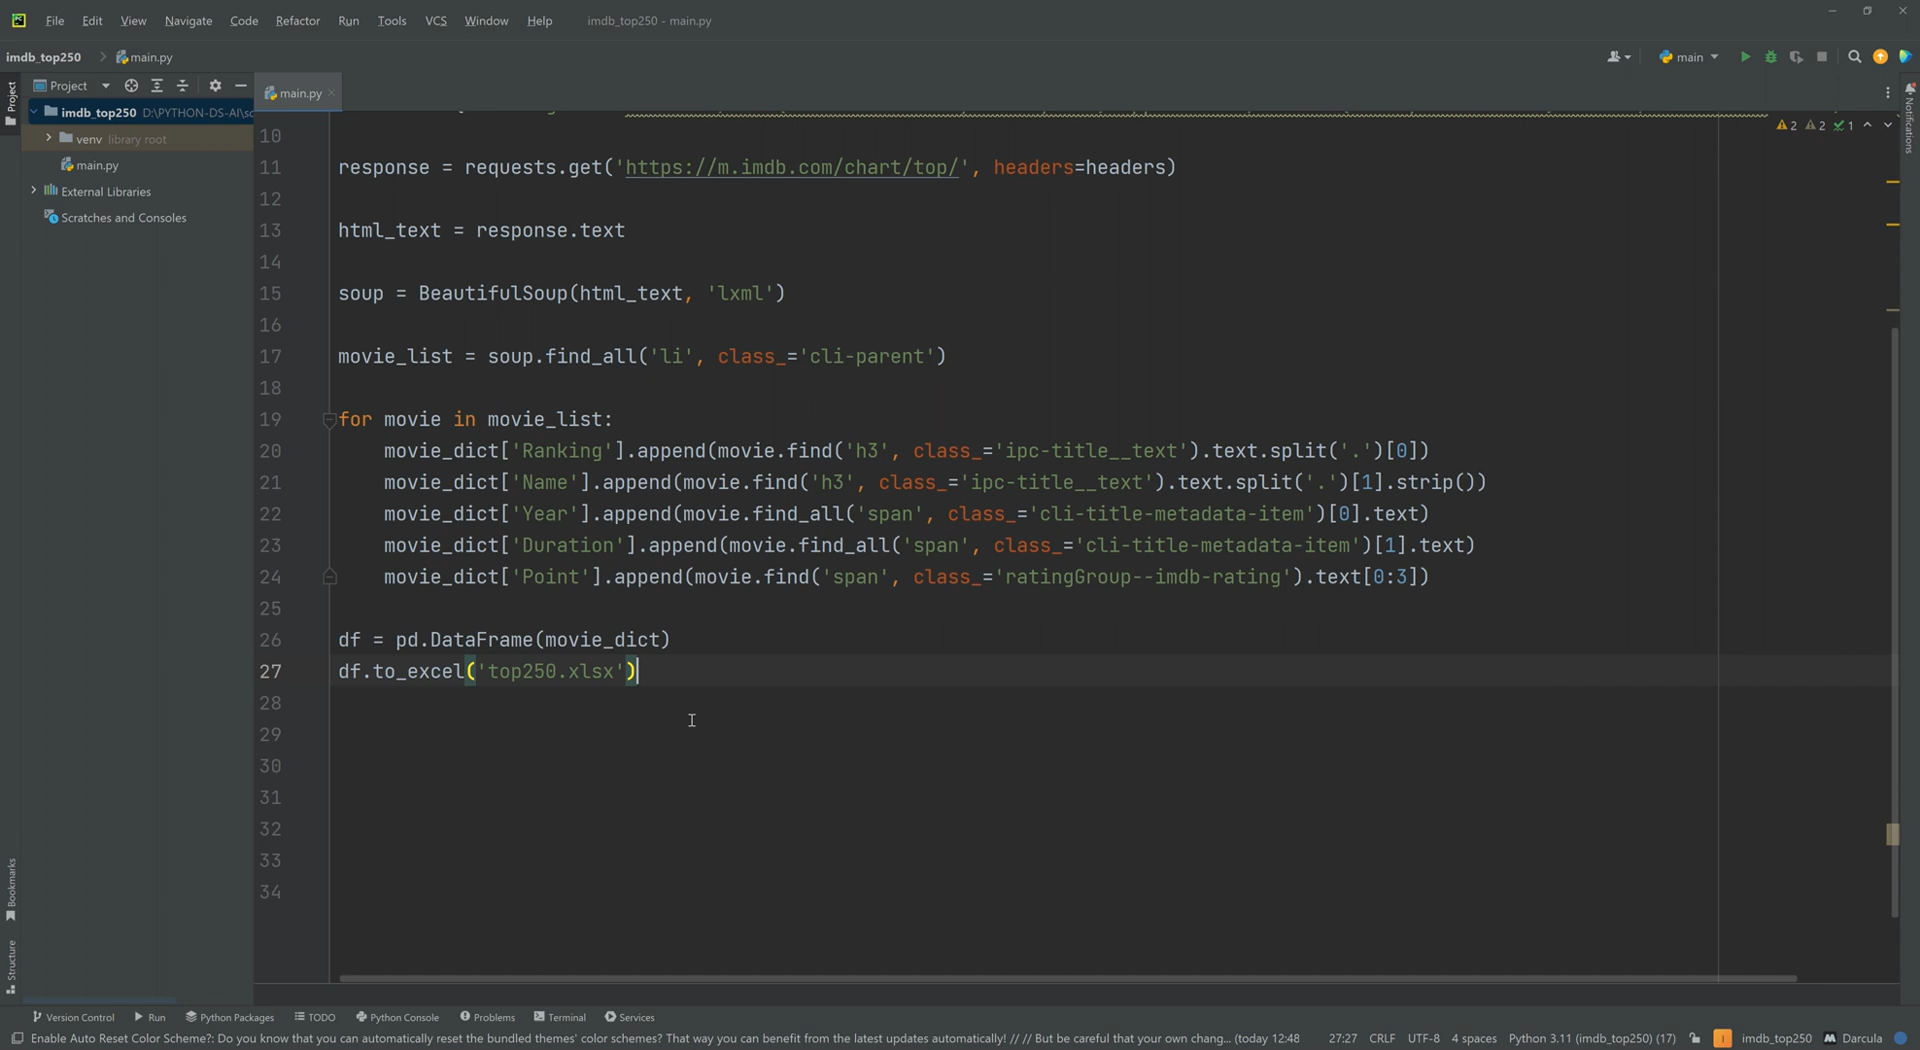 File Edit View Navigate Code Refactor Run Tools VCS Window Help imdb_top250 - main.py
imdb_top250 main.py main
Project
main.py
Project
imdb_top250 D:\PYTHON-DS-AI\
venv library root
main.py
External Libraries
Scratches and Consoles
Notifications
2 2 1
10
11 response = requests.get('https://m.imdb.com/chart/top/', headers=headers)
12
13 html_text = response.text
14
15 soup = BeautifulSoup(html_text, 'lxml')
16
17 movie_list = soup.find_all('li', class_='cli-parent')
18
19 for movie in movie_list:
20 movie_dict['Ranking'].append(movie.find('h3', class_='ipc-title__text').text.split('.')[0])
21 movie_dict['Name'].append(movie.find('h3', class_='ipc-title__text').text.split('.')[1].strip())
22 movie_dict['Year'].append(movie.find_all('span', class_='cli-title-metadata-item')[0].text)
23 movie_dict['Duration'].append(movie.find_all('span', class_='cli-title-metadata-item')[1].text)
24 movie_dict['Point'].append(movie.find('span', class_='ratingGroup--imdb-rating').text[0:3])
25
26 df = pd.DataFrame(movie_dict)
27 df.to_excel('top250.xlsx')
28
29
30
31
32
33
34
Bookmarks
Structure
Version Control Run Python Packages TODO Python Console Problems Terminal Services
Enable Auto Reset Color Scheme?: Do you know that you can automatically reset the bundled themes' color schemes? That way you can benefit from the latest updates automatically! // // But be careful that your own chang... (today 12:48 27:27 CRLF UTF-8 4 spaces Python 3.11 (imdb_top250) (17) imdb_top250 Darcula